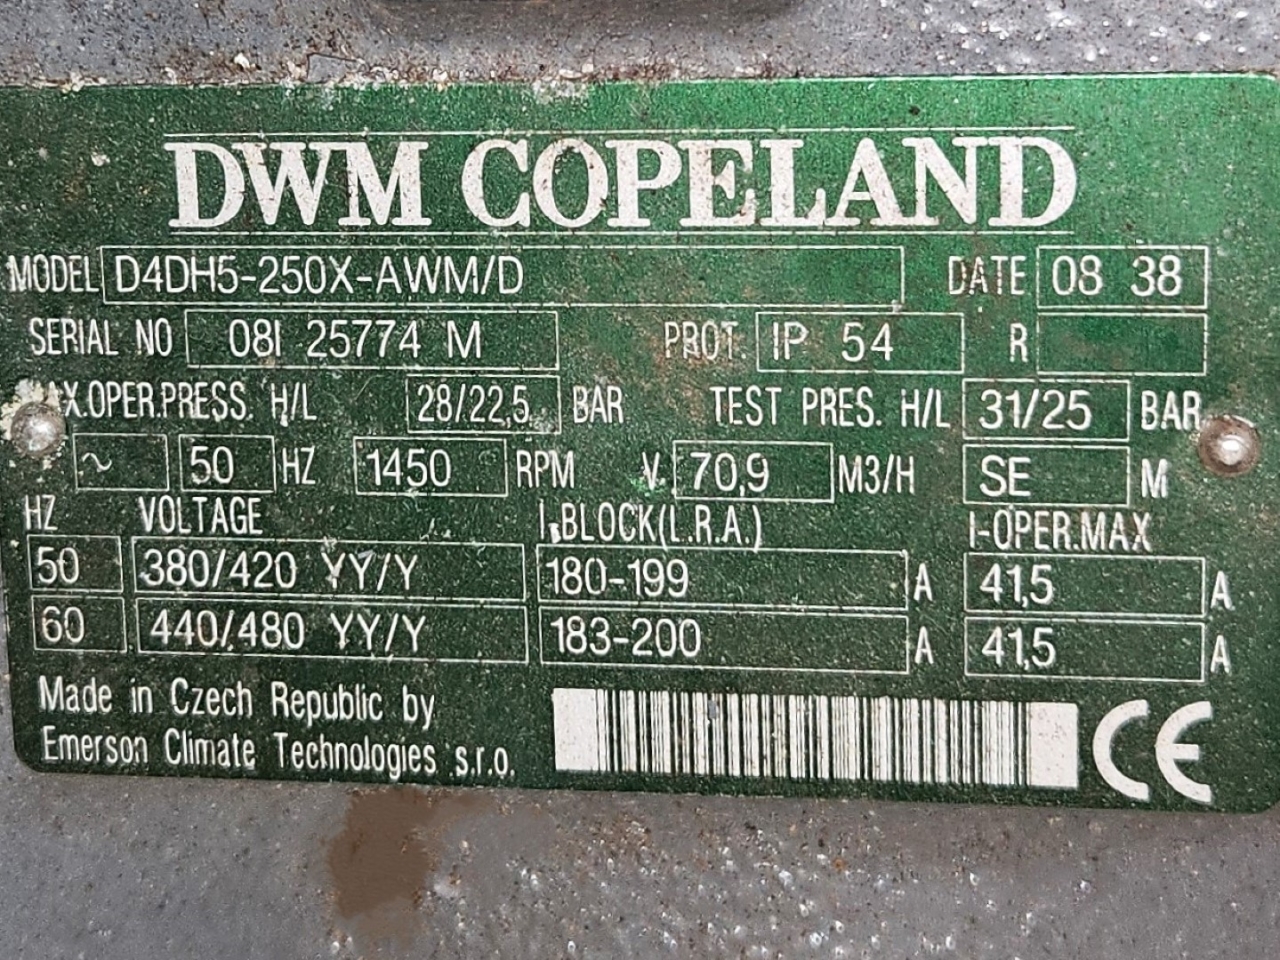 DWM COPELAND
MODEL D4DH5-250X-AWM/D DATE 08 38
SERIAL NO 08I 25774 M PROT. IP 54 R
MAX.OPER.PRESS. H/L 28/22,5 BAR TEST PRES. H/L 31/25 BAR
~ 50 HZ 1450 RPM V. 70,9 M3/H SE M
HZ VOLTAGE I-BLOCK(L.R.A.) I-OPER.MAX
50 380/420 YY/Y 180-199 A 41,5 A
60 440/480 YY/Y 183-200 A 41,5 A
Made in Czech Republic by
Emerson Climate Technologies s.r.o.
CE